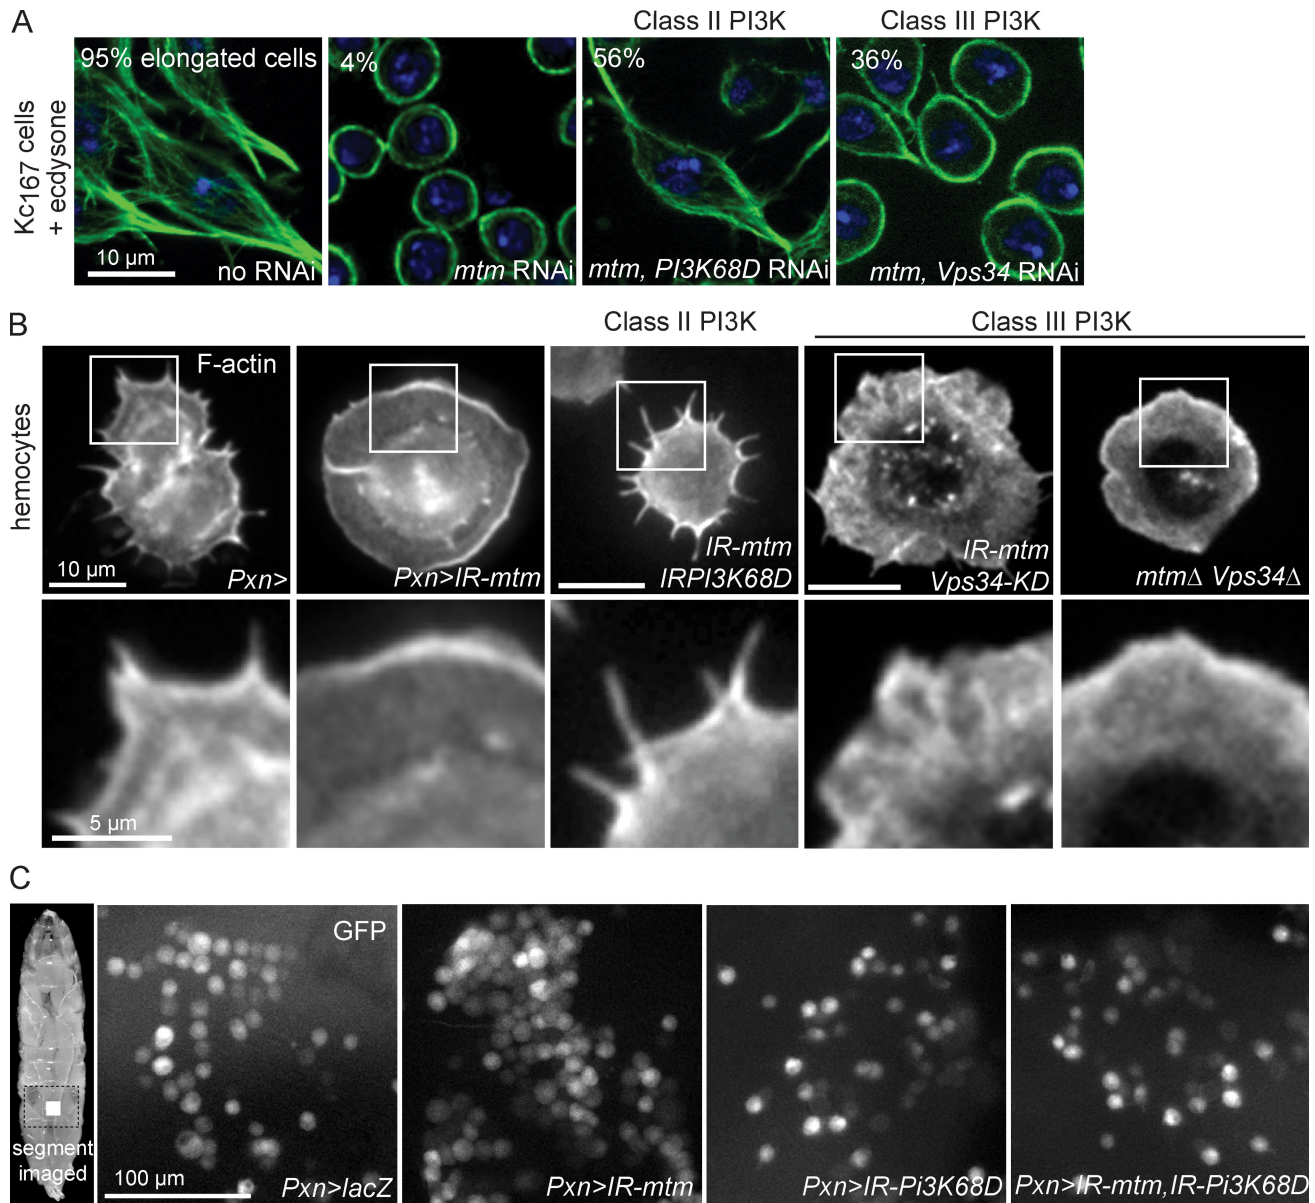 A
Class II PI3K
Class III PI3K
Kc167 cells
+ ecdysone
95% elongated cells
10 µm
no RNAi
4%
mtm RNAi
56%
mtm, PI3K68D RNAi
36%
mtm, Vps34 RNAi
B
Class II PI3K
Class III PI3K
hemocytes
F-actin
10 µm
Pxn>
Pxn>IR-mtm
IR-mtm
IRPI3K68D
IR-mtm
Vps34-KD
mtmΔ Vps34Δ
5 µm
C
segment
imaged
GFP
100 µm
Pxn>lacZ
Pxn>IR-mtm
Pxn>IR-Pi3K68D
Pxn>IR-mtm,IR-Pi3K68D